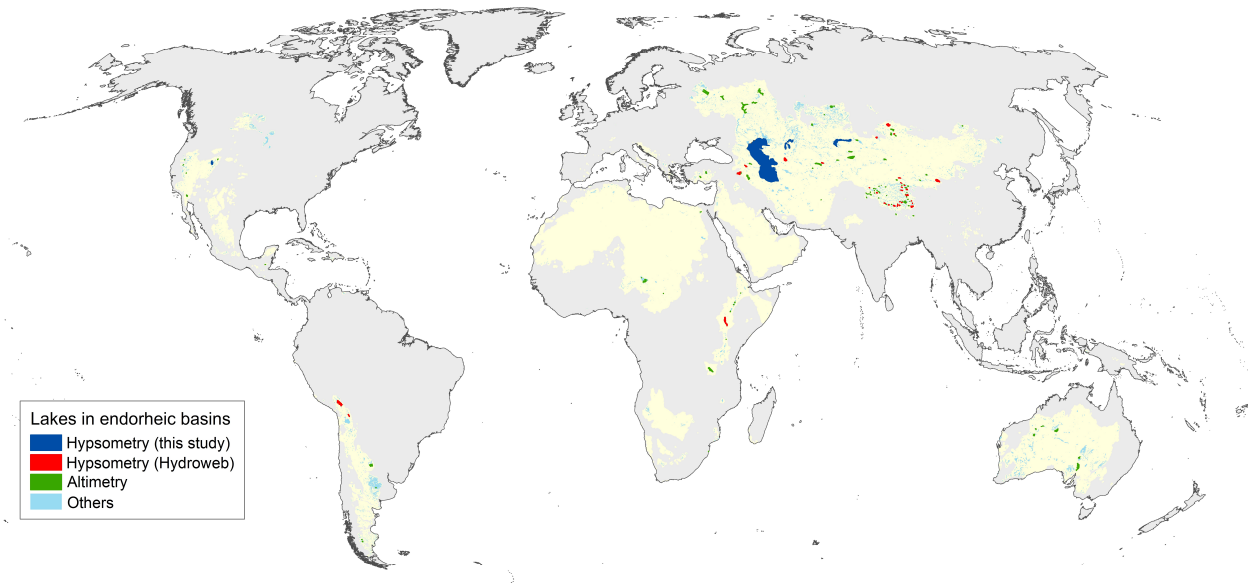 Lakes in endorheic basins
Hypsometry (this study)
Hypsometry (Hydroweb)
Altimetry
Others